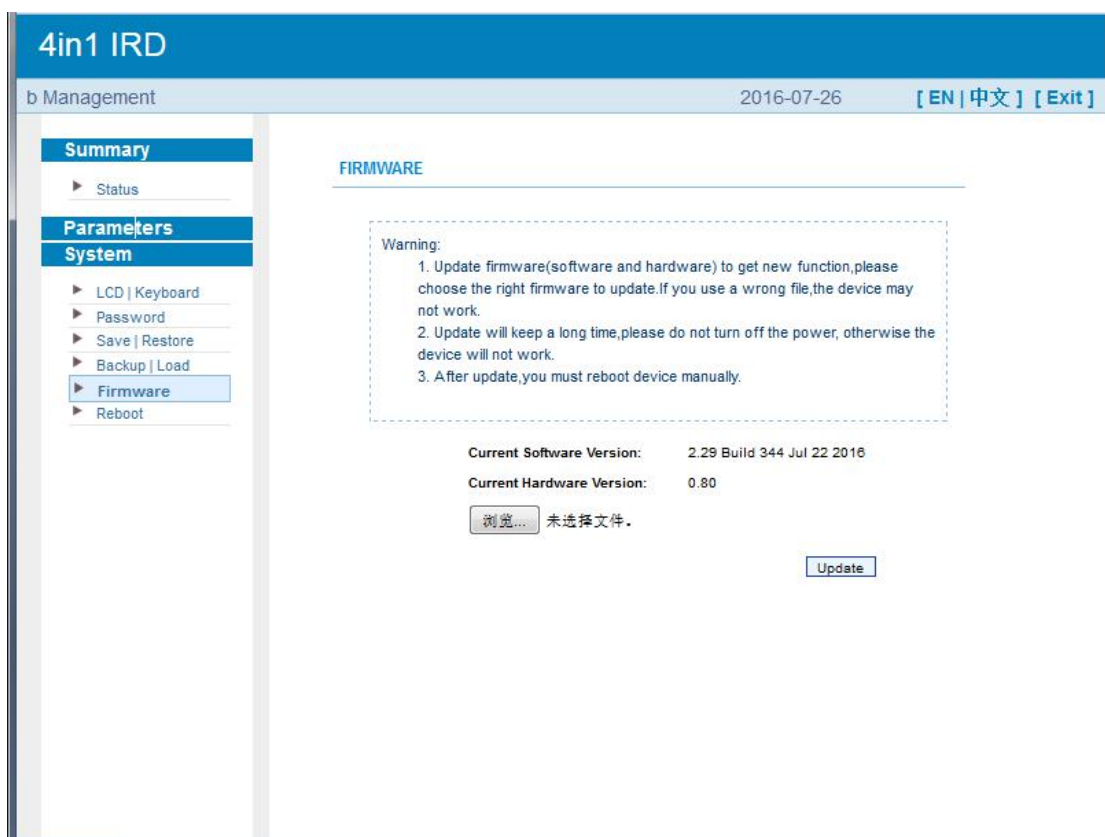 4in1 IRD
b Management
2016-07-26
[ EN | 中文 ] [ Exit ]
Summary
Status
Parameters
System
LCD | Keyboard
Password
Save | Restore
Backup | Load
Firmware
Reboot
FIRMWARE
Warning:
1. Update firmware(software and hardware) to get new function,please
choose the right firmware to update.If you use a wrong file,the device may
not work.
2. Update will keep a long time,please do not turn off the power, otherwise the
device will not work.
3. After update,you must reboot device manually.
Current Software Version: 2.29 Build 344 Jul 22 2016
Current Hardware Version: 0.80
浏览... 未选择文件。
Update